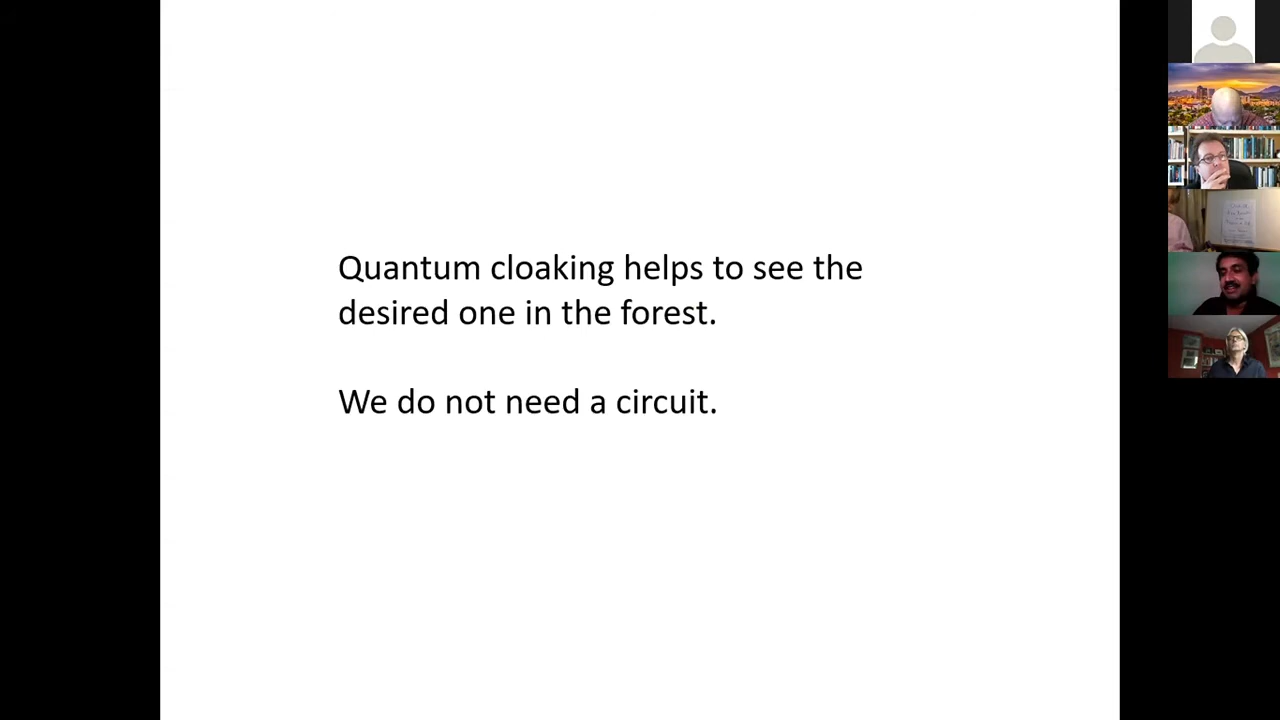 Quantum cloaking helps to see the
desired one in the forest.
We do not need a circuit.